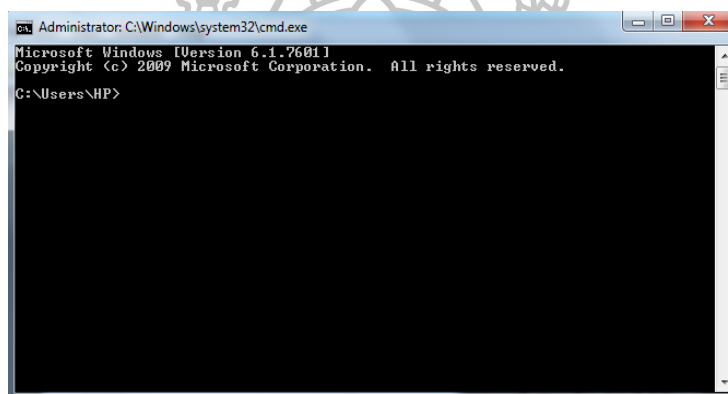 Administrator: C:\Windows\system32\cmd.exe
Microsoft Windows [Version 6.1.7601]
Copyright (c) 2009 Microsoft Corporation.  All rights reserved.
C:\Users\HP>